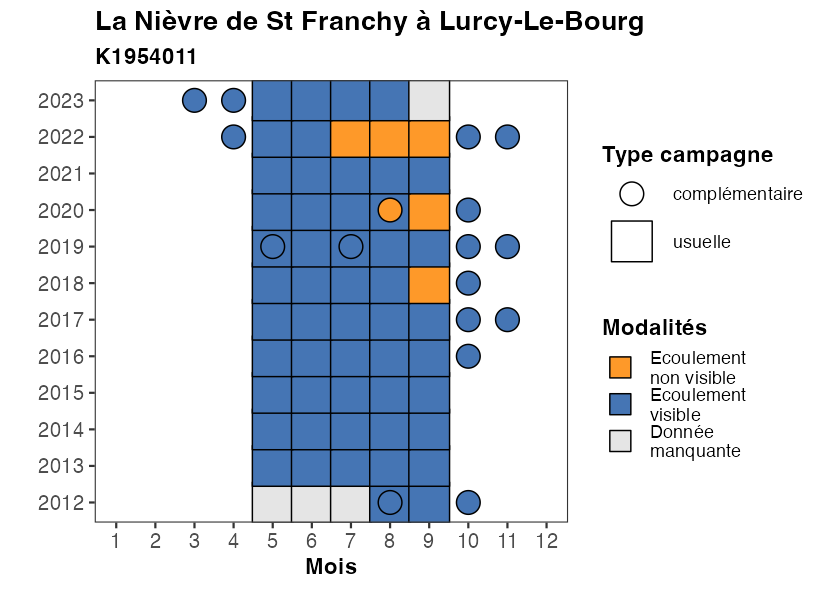 La Nièvre de St Franchy à Lurcy-Le-Bourg
K1954011
2023
2022
2021
2020
2019
2018
2017
2016
2015
2014
2013
2012
1 2 3 4 5 6 7 8 9 10 11 12
Mois
Type campagne
complémentaire
usuelle
Modalités
Ecoulement
non visible
Ecoulement
visible
Donnée
manquante